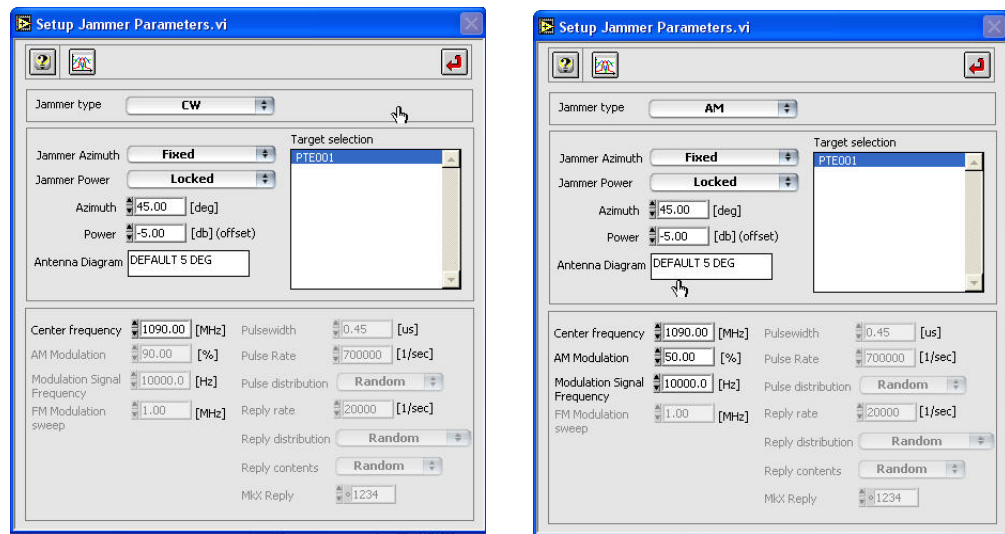 Setup Jammer Parameters.vi
Jammer type CW
Target selection
Jammer Azimuth Fixed PTE001
Jammer Power Locked
Azimuth 45.00 [deg]
Power -5.00 [db] (offset)
Antenna Diagram DEFAULT 5 DEG
Center frequency 1090.00 [MHz] Pulsewidth 0.45 [us]
AM Modulation 90.00 [%] Pulse Rate 700000 [1/sec]
Modulation Signal Frequency 10000.0 [Hz] Pulse distribution Random
FM Modulation sweep 1.00 [MHz] Reply rate 20000 [1/sec]
Reply distribution Random
Reply contents Random
MkX Reply 1234
Setup Jammer Parameters.vi
Jammer type AM
Target selection
Jammer Azimuth Fixed PTE001
Jammer Power Locked
Azimuth 45.00 [deg]
Power -5.00 [db] (offset)
Antenna Diagram DEFAULT 5 DEG
Center frequency 1090.00 [MHz] Pulsewidth 0.45 [us]
AM Modulation 50.00 [%] Pulse Rate 700000 [1/sec]
Modulation Signal Frequency 10000.0 [Hz] Pulse distribution Random
FM Modulation sweep 1.00 [MHz] Reply rate 20000 [1/sec]
Reply distribution Random
Reply contents Random
MkX Reply 1234